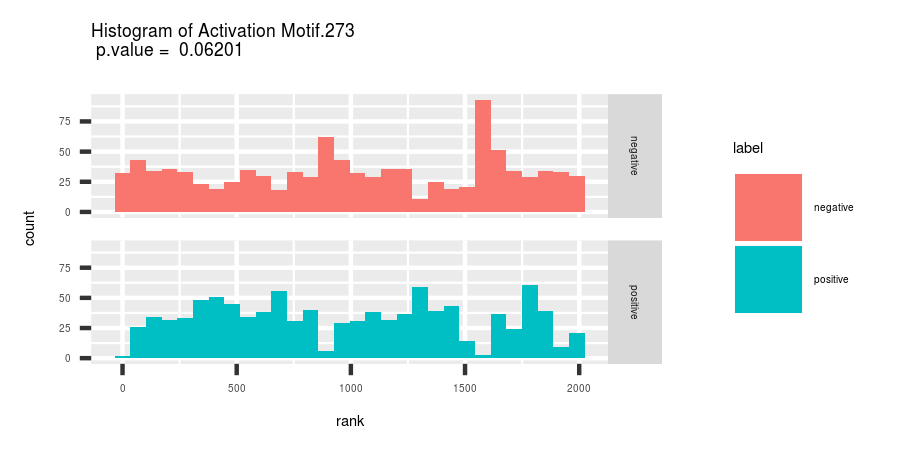 Histogram of Activation Motif.273
p.value =  0.06201
count
75
50
25
0
negative
75
50
25
0
positive
0 500 1000 1500 2000
rank
label
negative
positive